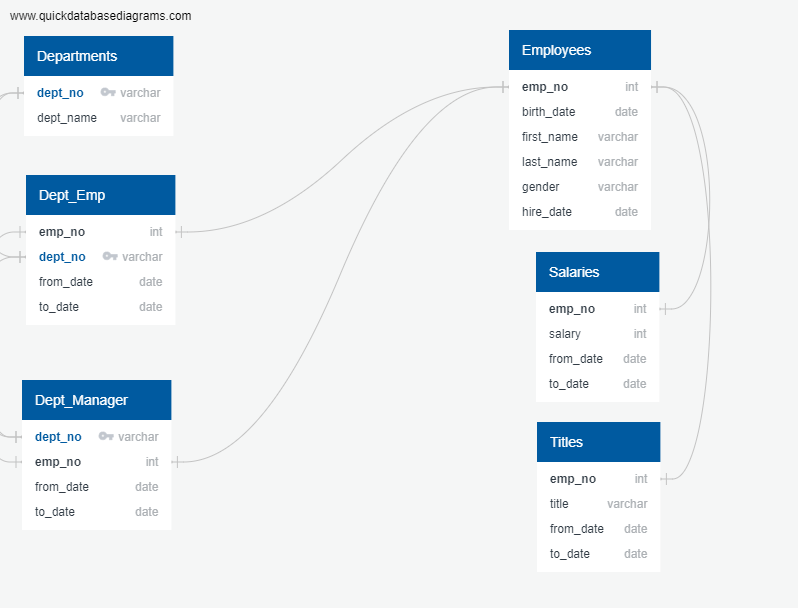 www.quickdatabasediagrams.com
Departments
dept_no varchar
dept_name varchar
Dept_Emp
emp_no int
dept_no varchar
from_date date
to_date date
Dept_Manager
dept_no varchar
emp_no int
from_date date
to_date date
Employees
emp_no int
birth_date date
first_name varchar
last_name varchar
gender varchar
hire_date date
Salaries
emp_no int
salary int
from_date date
to_date date
Titles
emp_no int
title varchar
from_date date
to_date date